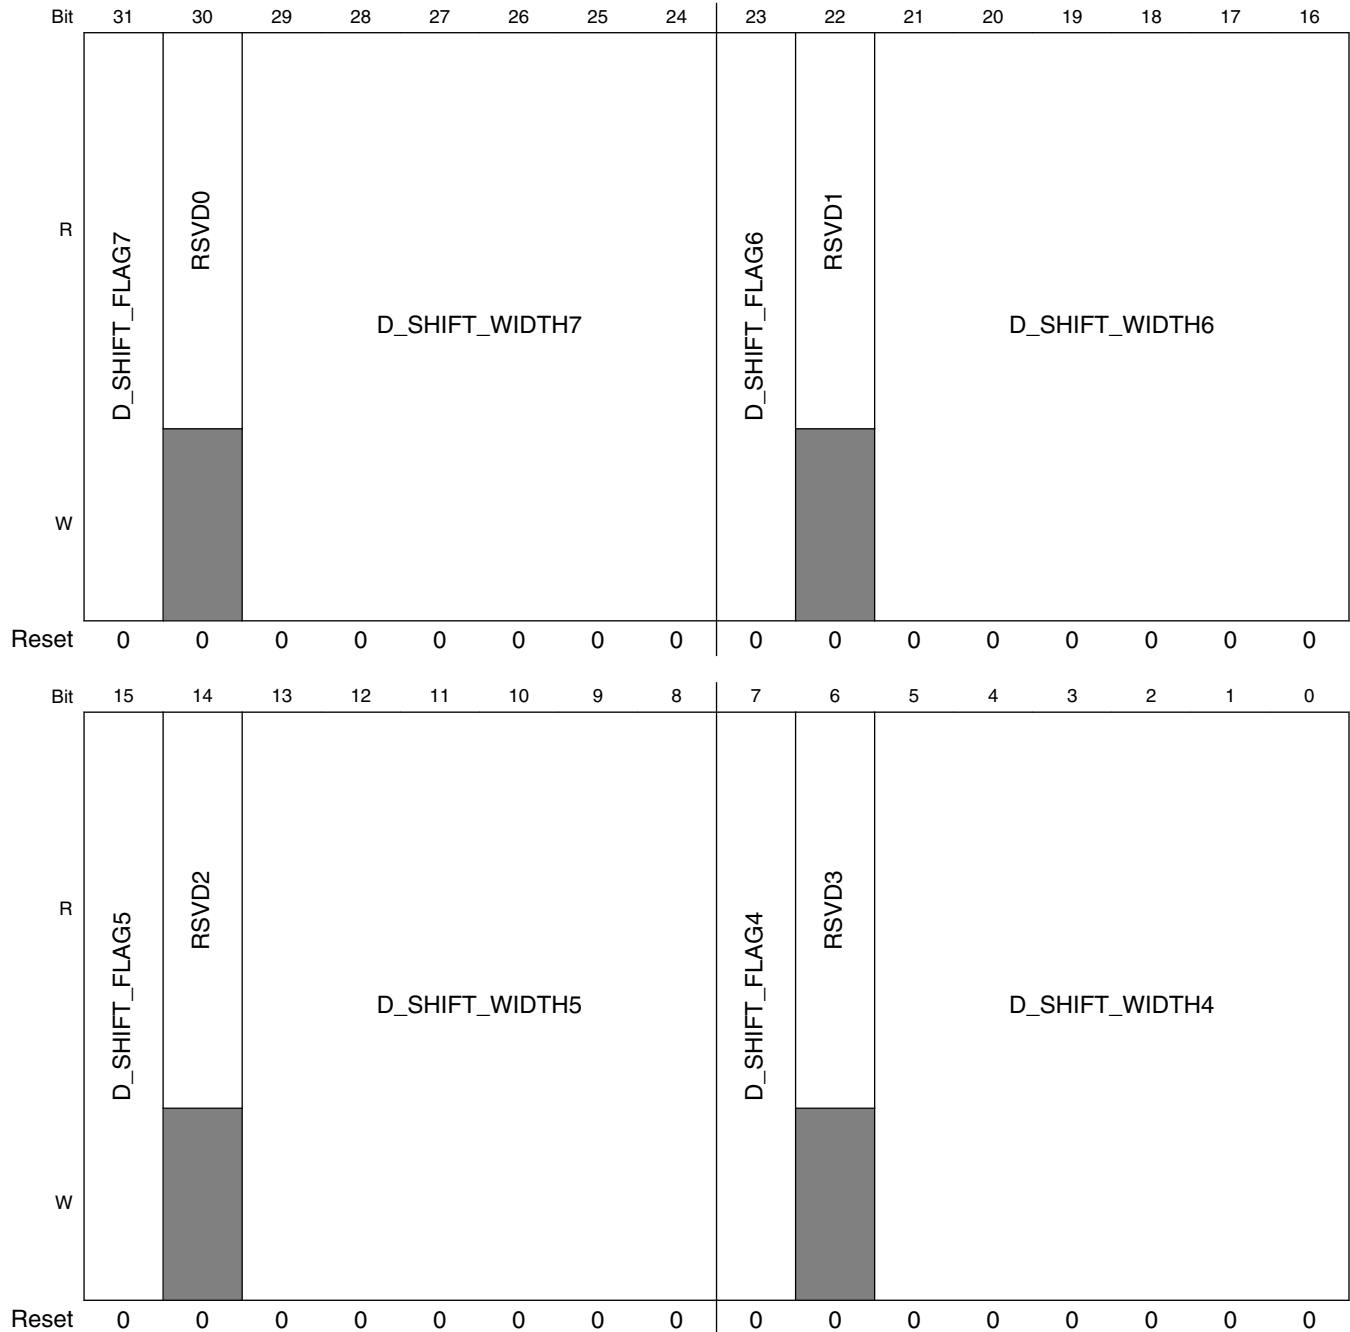 Bit 31 30 29 28 27 26 25 24 23 22 21 20 19 18 17 16
R
W
D_SHIFT_FLAG7
RSVD0
D_SHIFT_WIDTH7
D_SHIFT_FLAG6
RSVD1
D_SHIFT_WIDTH6
Reset 0 0 0 0 0 0 0 0 0 0 0 0 0 0 0 0
Bit 15 14 13 12 11 10 9 8 7 6 5 4 3 2 1 0
R
W
D_SHIFT_FLAG5
RSVD2
D_SHIFT_WIDTH5
D_SHIFT_FLAG4
RSVD3
D_SHIFT_WIDTH4
Reset 0 0 0 0 0 0 0 0 0 0 0 0 0 0 0 0